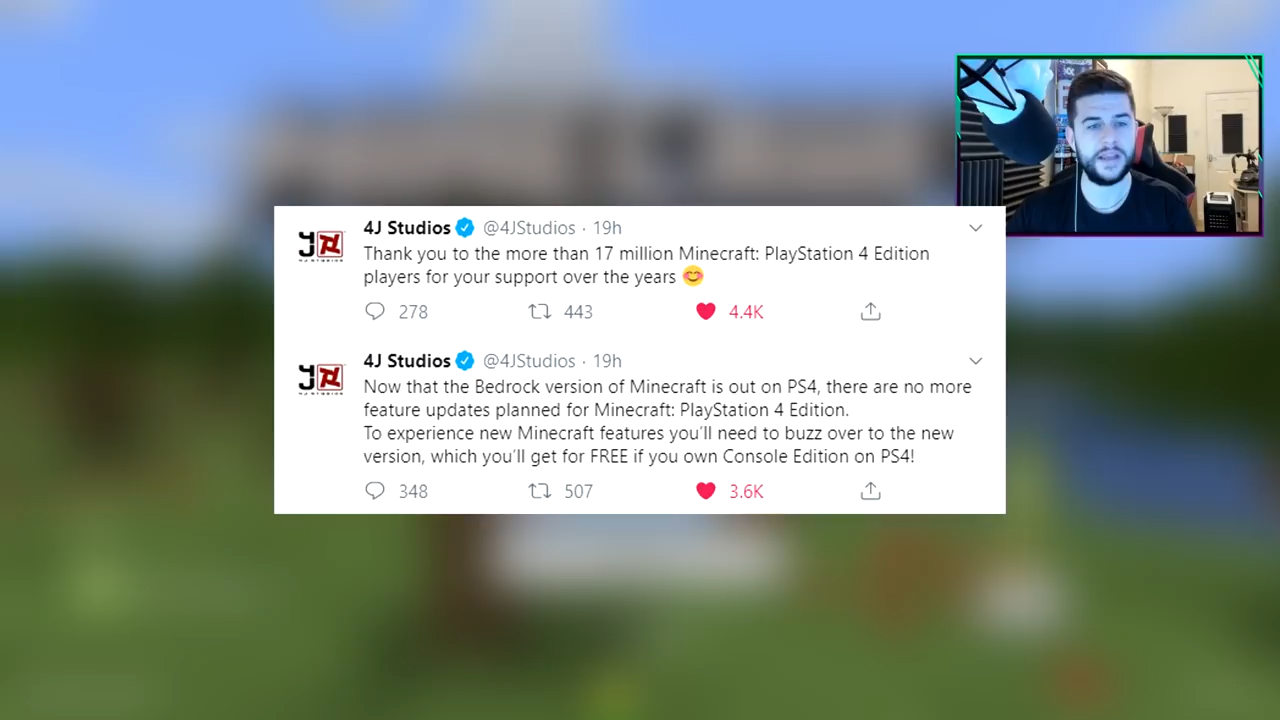 4J Studios @4JStudios · 19h
Thank you to the more than 17 million Minecraft: PlayStation 4 Edition
players for your support over the years 😊
278 443 4.4K
4J Studios @4JStudios · 19h
Now that the Bedrock version of Minecraft is out on PS4, there are no more
feature updates planned for Minecraft: PlayStation 4 Edition.
To experience new Minecraft features you'll need to buzz over to the new
version, which you'll get for FREE if you own Console Edition on PS4!
348 507 3.6K